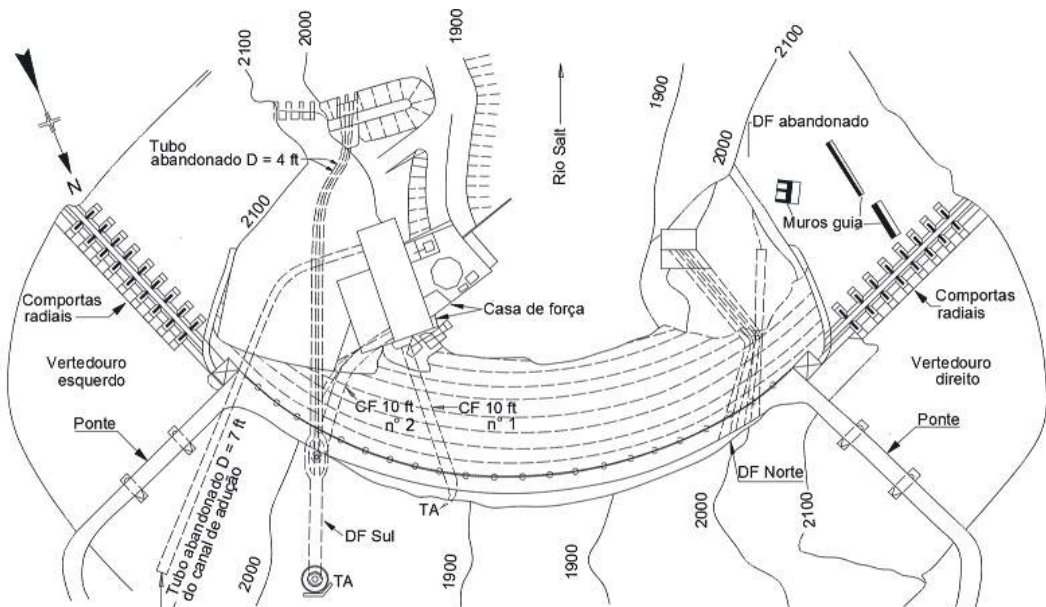 2100
2000
1900
2100
1900
2000
DF abandonado
Tubo
abandonado D = 4 ft
Rio Salt
N
2100
Muros guia
Comportas
radiais
Casa de força
Comportas
radiais
Vertedouro
esquerdo
Vertedouro
direito
CF 10 ft
n° 2
CF 10 ft
n° 1
Ponte
Ponte
Tubo abandonado D = 7 ft
do canal de adução
DF Norte
TA
DF Sul
2000
1900
1900
2000
2100
TA